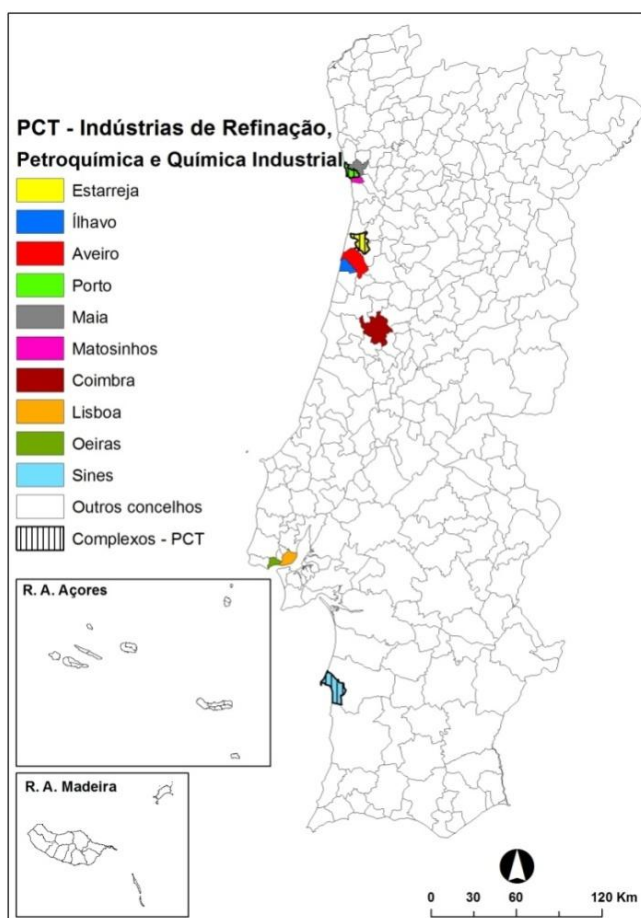 PCT - Indústrias de Refinação,
Petroquímica e Química Industrial
Estarreja
Ílhavo
Aveiro
Porto
Maia
Matosinhos
Coimbra
Lisboa
Oeiras
Sines
Outros concelhos
Complexos - PCT
R. A. Açores
R. A. Madeira
0 30 60 120 Km